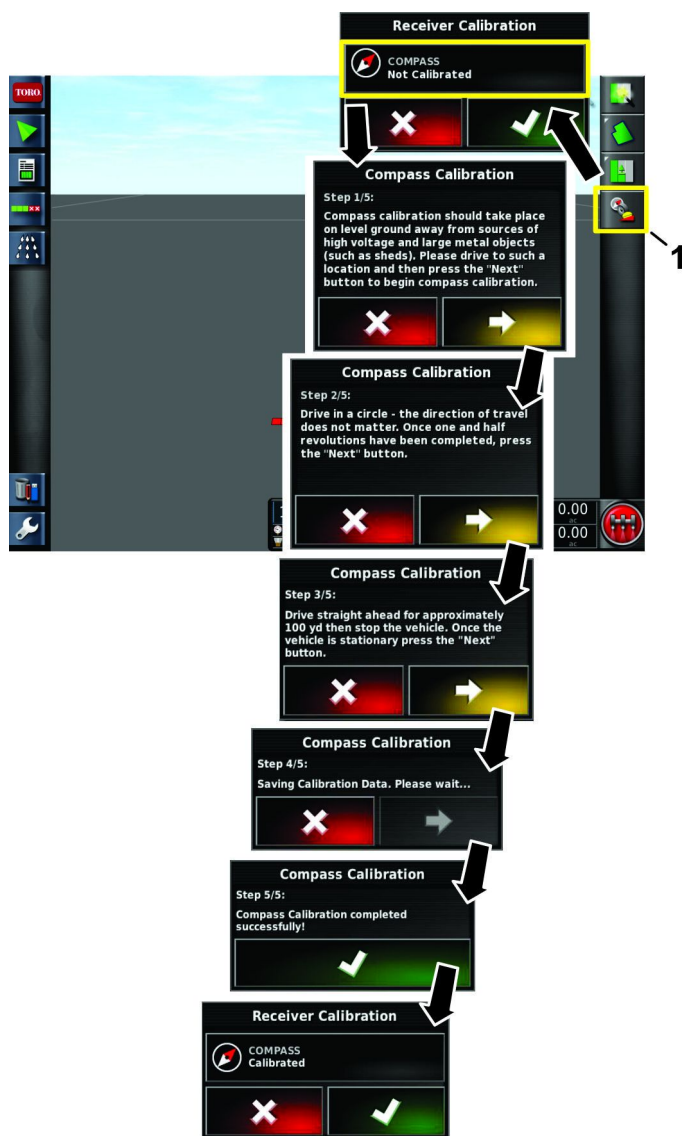 Receiver Calibration
COMPASS
Not Calibrated
TORO
Compass Calibration
Step 1/5:
Compass calibration should take place
on level ground away from sources of
high voltage and large metal objects
(such as sheds). Please drive to such a
location and then press the "Next"
button to begin compass calibration.
1
Compass Calibration
Step 2/5:
Drive in a circle - the direction of travel
does not matter. Once one and half
revolutions have been completed, press
the "Next" button.
0.00
ac
0.00
ac
Compass Calibration
Step 3/5:
Drive straight ahead for approximately
100 yd then stop the vehicle. Once the
vehicle is stationary press the "Next"
button.
Compass Calibration
Step 4/5:
Saving Calibration Data. Please wait...
Compass Calibration
Step 5/5:
Compass Calibration completed
successfully!
Receiver Calibration
COMPASS
Calibrated